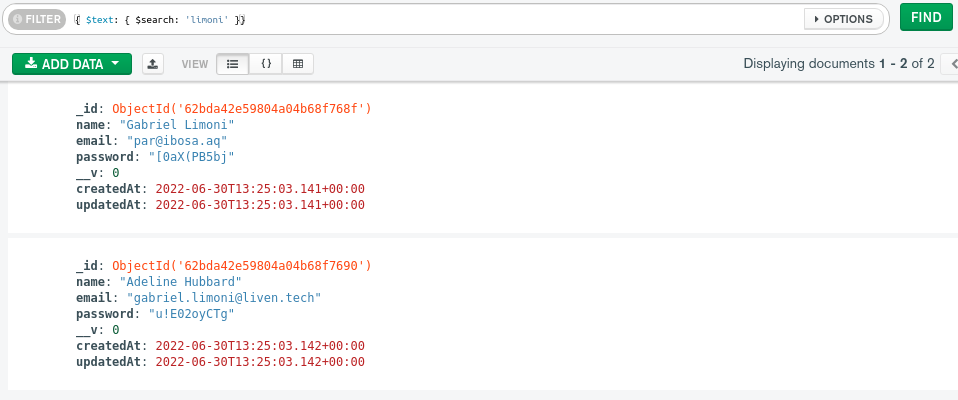 FILTER { $text: { $search: 'limoni' }} OPTIONS FIND
ADD DATA VIEW {} Displaying documents 1 - 2 of 2
_id: ObjectId('62bda42e59804a04b68f768f')
name: "Gabriel Limoni"
email: "par@ibosa.aq"
password: "[0aX(PB5bj"
__v: 0
createdAt: 2022-06-30T13:25:03.141+00:00
updatedAt: 2022-06-30T13:25:03.141+00:00
_id: ObjectId('62bda42e59804a04b68f7690')
name: "Adeline Hubbard"
email: "gabriel.limoni@liven.tech"
password: "u!E02oyCTg"
__v: 0
createdAt: 2022-06-30T13:25:03.142+00:00
updatedAt: 2022-06-30T13:25:03.142+00:00